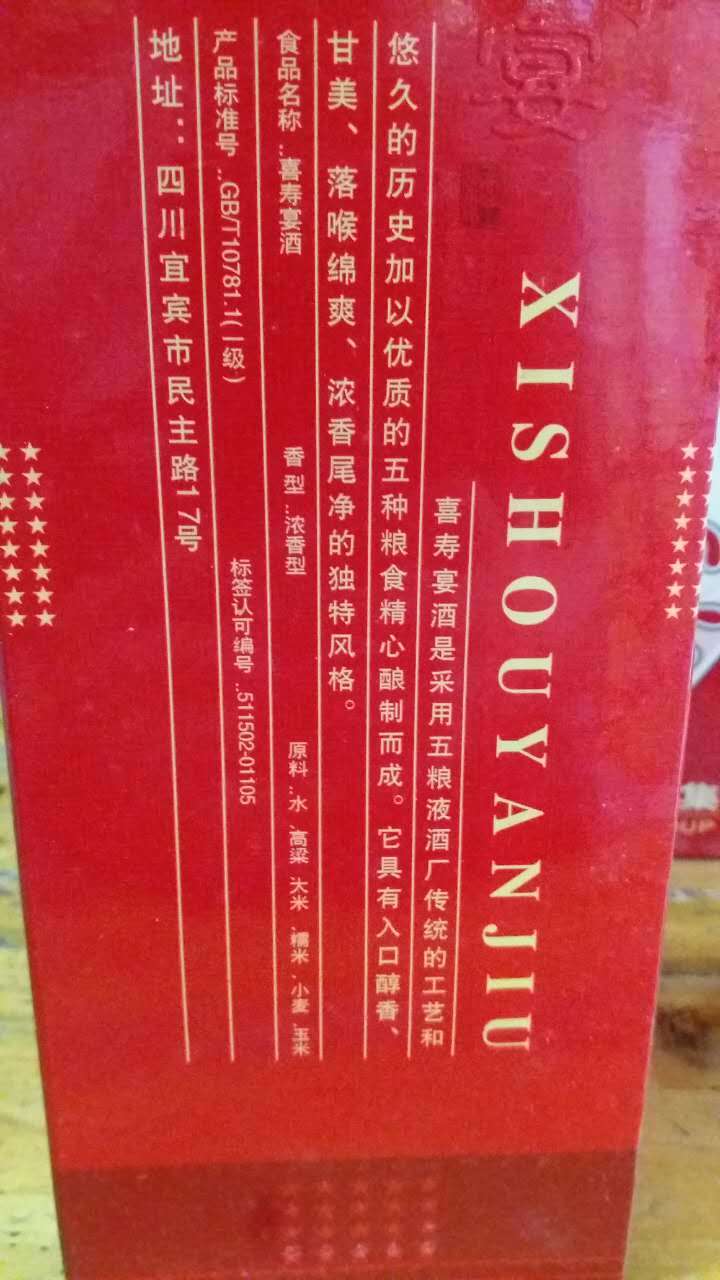 宴
XISHOUYANJIU
喜寿宴酒是采用五粮液酒厂传统的工艺和
悠久的历史加以优质的五种粮食精心酿制而成。它具有入口醇香、
甘美、落喉绵爽、浓香尾净的独特风格。
食品名称：喜寿宴酒 香型：浓香型 原料：水、高粱、大米、糯米、小麦、玉米
产品标准号：GB/T10781.1(一级) 标签认可编号：511502-01105
地址：四川宜宾市民主路17号
集
UP